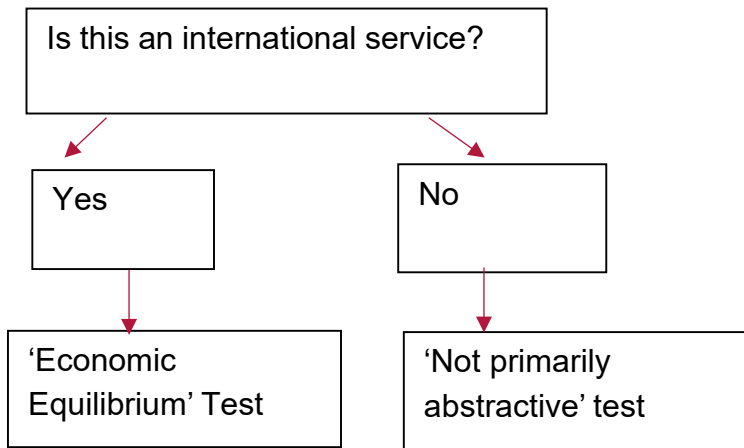 Is this an international service?
Yes
No
‘Economic
Equilibrium’ Test
‘Not primarily
abstractive’ test